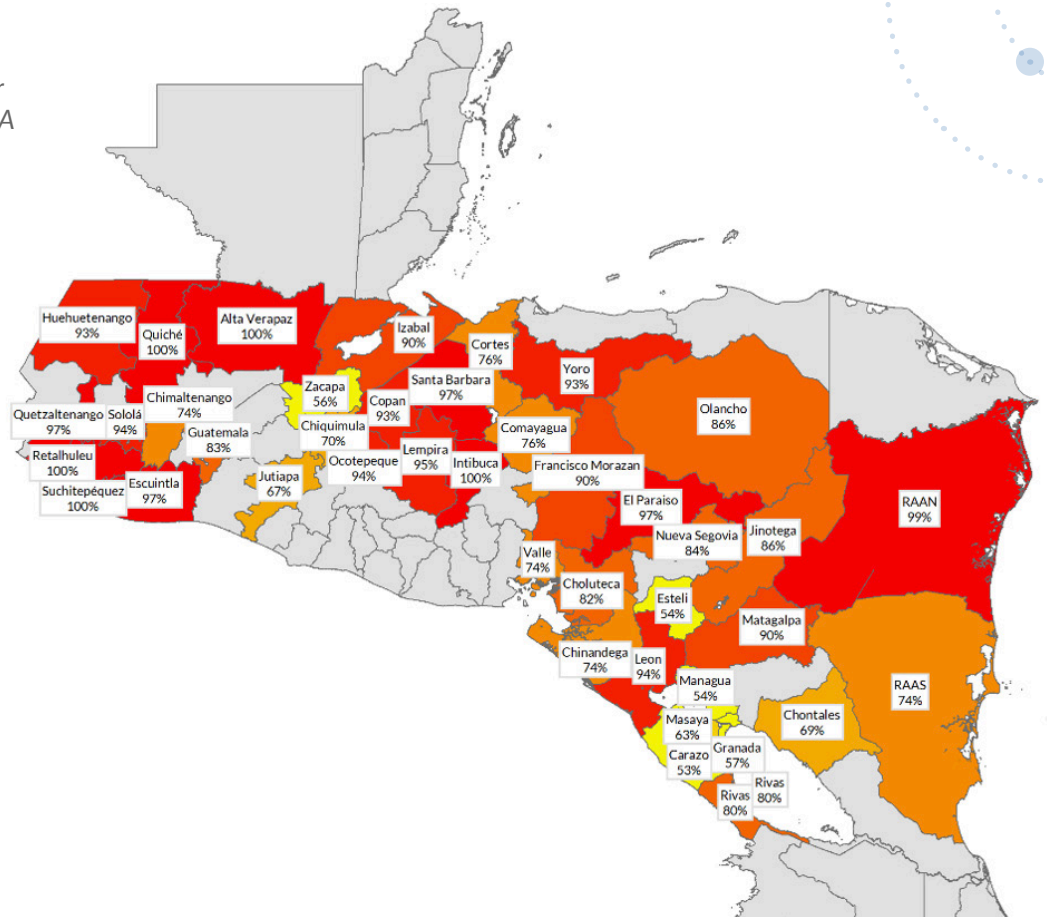 r
A
Huehuetenango
93%
Quiché
100%
Alta Verapaz
100%
Izabal
90%
Cortes
76%
Yoro
93%
Zacapa
56%
Santa Barbara
97%
Copan
93%
Chimaltenango
74%
Olancho
86%
Quetzaltenango
97%
Sololá
94%
Chiquimula
70%
Comayagua
76%
Guatemala
83%
Lempira
95%
Retalhuleu
100%
Ocotepeque
94%
Intibuca
100%
Francisco Morazan
90%
Jutiapa
67%
Escuintla
97%
Suchitepéquez
100%
El Paraiso
97%
RAAN
99%
Nueva Segovia
84%
Jinotega
86%
Valle
74%
Choluteca
82%
Esteli
54%
Matagalpa
90%
Chinandega
74%
Leon
94%
Managua
54%
RAAS
74%
Masaya
63%
Chontales
69%
Carazo
53%
Granada
57%
Rivas
80%
Rivas
80%